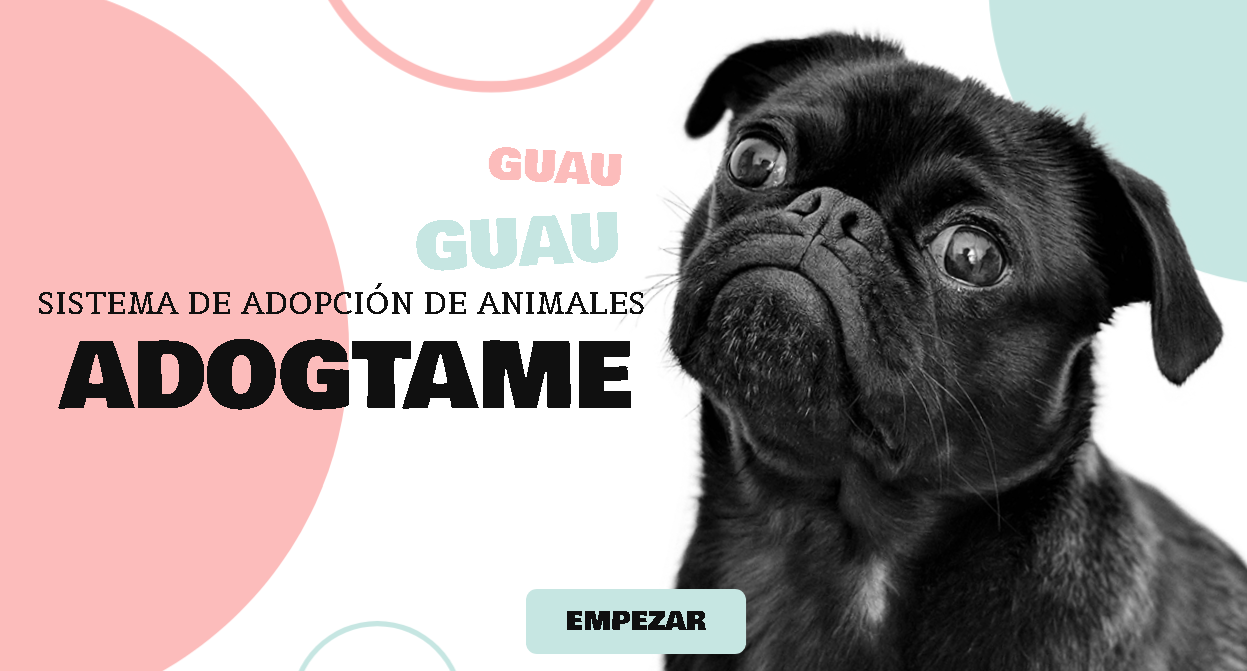 GUAU
GUAU
SISTEMA DE ADOPCIÓN DE ANIMALES
ADOGTAME
EMPEZAR